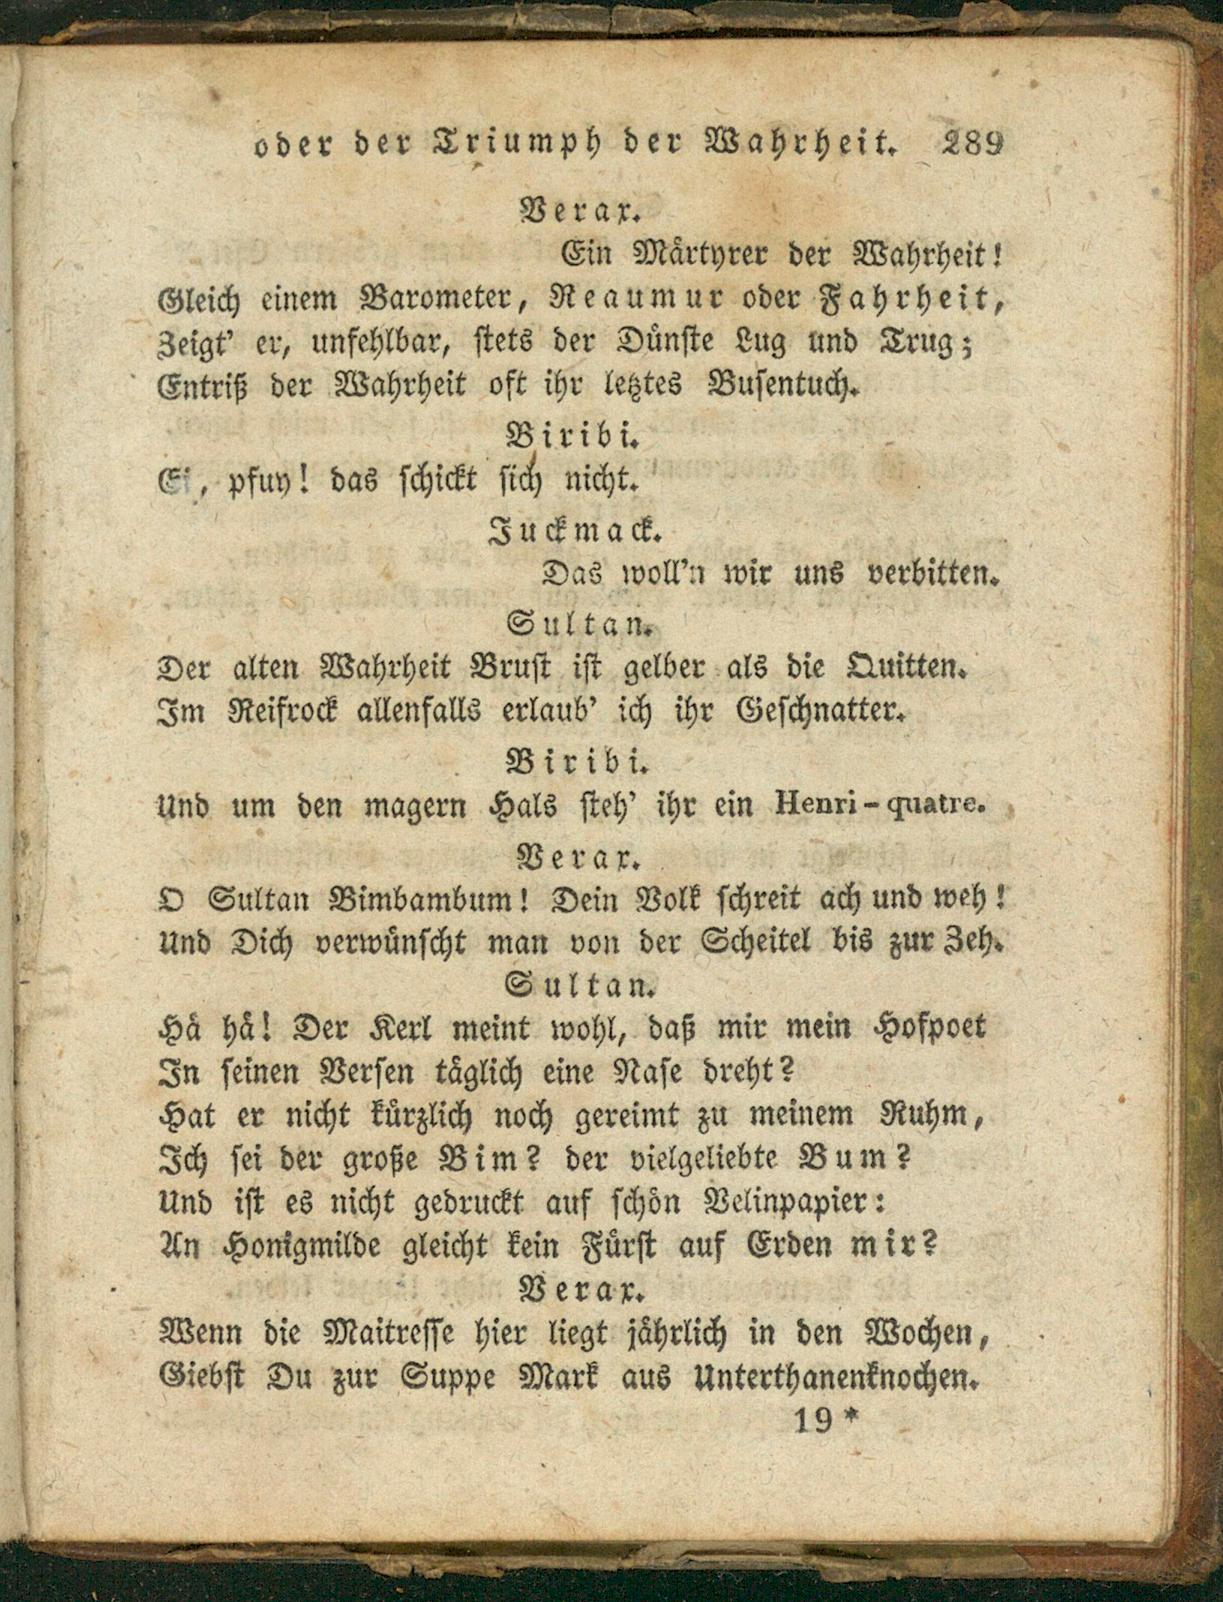 oder der Triumph der Wahrheit. 289
Verax.
Ein Märtyrer der Wahrheit!
Gleich einem Barometer, Reaumur oder Fahrheit,
Zeigt' er, unfehlbar, stets der Dünste Lug und Trug;
Entriß der Wahrheit oft ihr letztes Busentuch.
Biribi.
Ei, pfuy! das schickt sich nicht.
Juckmack.
Das woll'n wir uns verbitten.
Sultan.
Der alten Wahrheit Brust ist gelber als die Quitten.
Im Reifrock allenfalls erlaub' ich ihr Geschnatter.
Biribi.
Und um den magern Hals steh' ihr ein Henri-quatre.
Verax.
O Sultan Bimbambum! Dein Volk schreit ach und weh!
Und Dich verwünscht man von der Scheitel bis zur Zeh.
Sultan.
Hä hä! Der Kerl meint wohl, daß mir mein Hofpoet
In seinen Versen täglich eine Nase dreht?
Hat er nicht kürzlich noch gereimt zu meinem Ruhm,
Ich sei der große Bim? der vielgeliebte Bum?
Und ist es nicht gedruckt auf schön Velinpapier:
An Honigmilde gleicht kein Fürst auf Erden mir?
Verax.
Wenn die Maitresse hier liegt jährlich in den Wochen,
Giebst Du zur Suppe Mark aus Unterthanenknochen.
19*